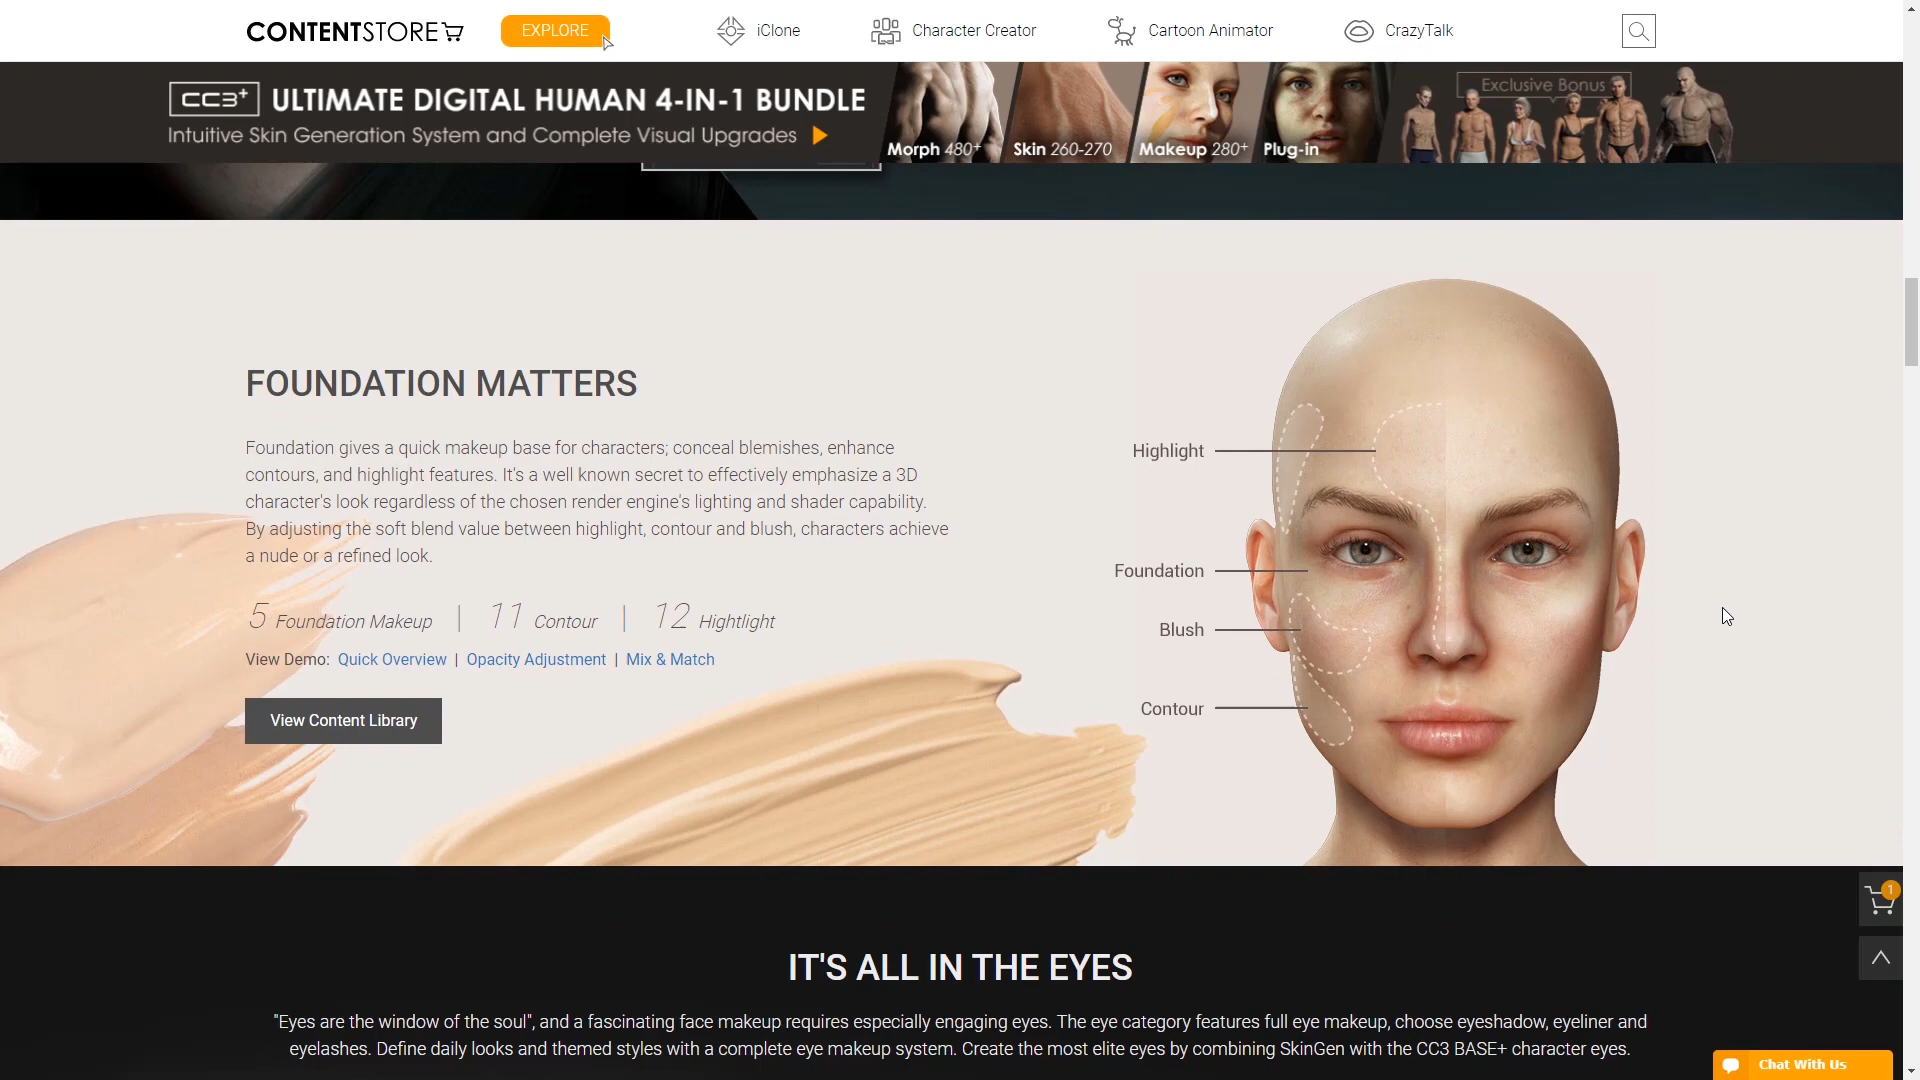 CONTENTSTORE
EXPLORE
iClone
Character Creator
Cartoon Animator
CrazyTalk
CC3+ ULTIMATE DIGITAL HUMAN 4-IN-1 BUNDLE
Intuitive Skin Generation System and Complete Visual Upgrades
Morph 480+
Skin 260-270
Makeup 280+
Plug-in
Exclusive Bonus
FOUNDATION MATTERS
Foundation gives a quick makeup base for characters; conceal blemishes, enhance
contours, and highlight features. It's a well known secret to effectively emphasize a 3D
character's look regardless of the chosen render engine's lighting and shader capability.
By adjusting the soft blend value between highlight, contour and blush, characters achieve
a nude or a refined look.
5 Foundation Makeup | 11 Contour | 12 Hightlight
View Demo: Quick Overview | Opacity Adjustment | Mix & Match
View Content Library
Highlight
Foundation
Blush
Contour
1
IT'S ALL IN THE EYES
"Eyes are the window of the soul", and a fascinating face makeup requires especially engaging eyes. The eye category features full eye makeup, choose eyeshadow, eyeliner and
eyelashes. Define daily looks and themed styles with a complete eye makeup system. Create the most elite eyes by combining SkinGen with the CC3 BASE+ character eyes.
Chat With Us